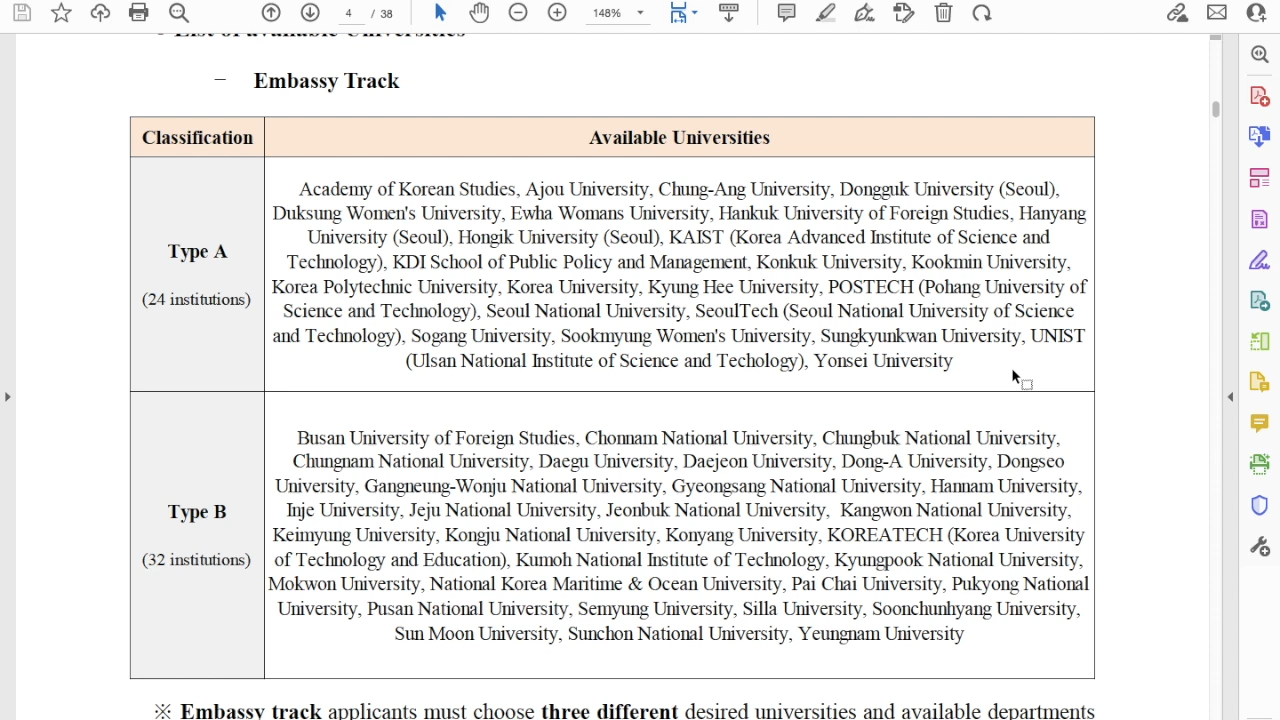 4 / 38 148%
List of available Universities
– Embassy Track
Classification Available Universities
Type A
(24 institutions)
Academy of Korean Studies, Ajou University, Chung-Ang University, Dongguk University (Seoul),
Duksung Women's University, Ewha Womans University, Hankuk University of Foreign Studies, Hanyang
University (Seoul), Hongik University (Seoul), KAIST (Korea Advanced Institute of Science and
Technology), KDI School of Public Policy and Management, Konkuk University, Kookmin University,
Korea Polytechnic University, Korea University, Kyung Hee University, POSTECH (Pohang University of
Science and Technology), Seoul National University, SeoulTech (Seoul National University of Science
and Technology), Sogang University, Sookmyung Women's University, Sungkyunkwan University, UNIST
(Ulsan National Institute of Science and Techology), Yonsei University
Type B
(32 institutions)
Busan University of Foreign Studies, Chonnam National University, Chungbuk National University,
Chungnam National University, Daegu University, Daejeon University, Dong-A University, Dongseo
University, Gangneung-Wonju National University, Gyeongsang National University, Hannam University,
Inje University, Jeju National University, Jeonbuk National University, Kangwon National University,
Keimyung University, Kongju National University, Konyang University, KOREATECH (Korea University
of Technology and Education), Kumoh National Institute of Technology, Kyungpook National University,
Mokwon University, National Korea Maritime & Ocean University, Pai Chai University, Pukyong National
University, Pusan National University, Semyung University, Silla University, Soonchunhyang University,
Sun Moon University, Sunchon National University, Yeungnam University
※ Embassy track applicants must choose three different desired universities and available departments